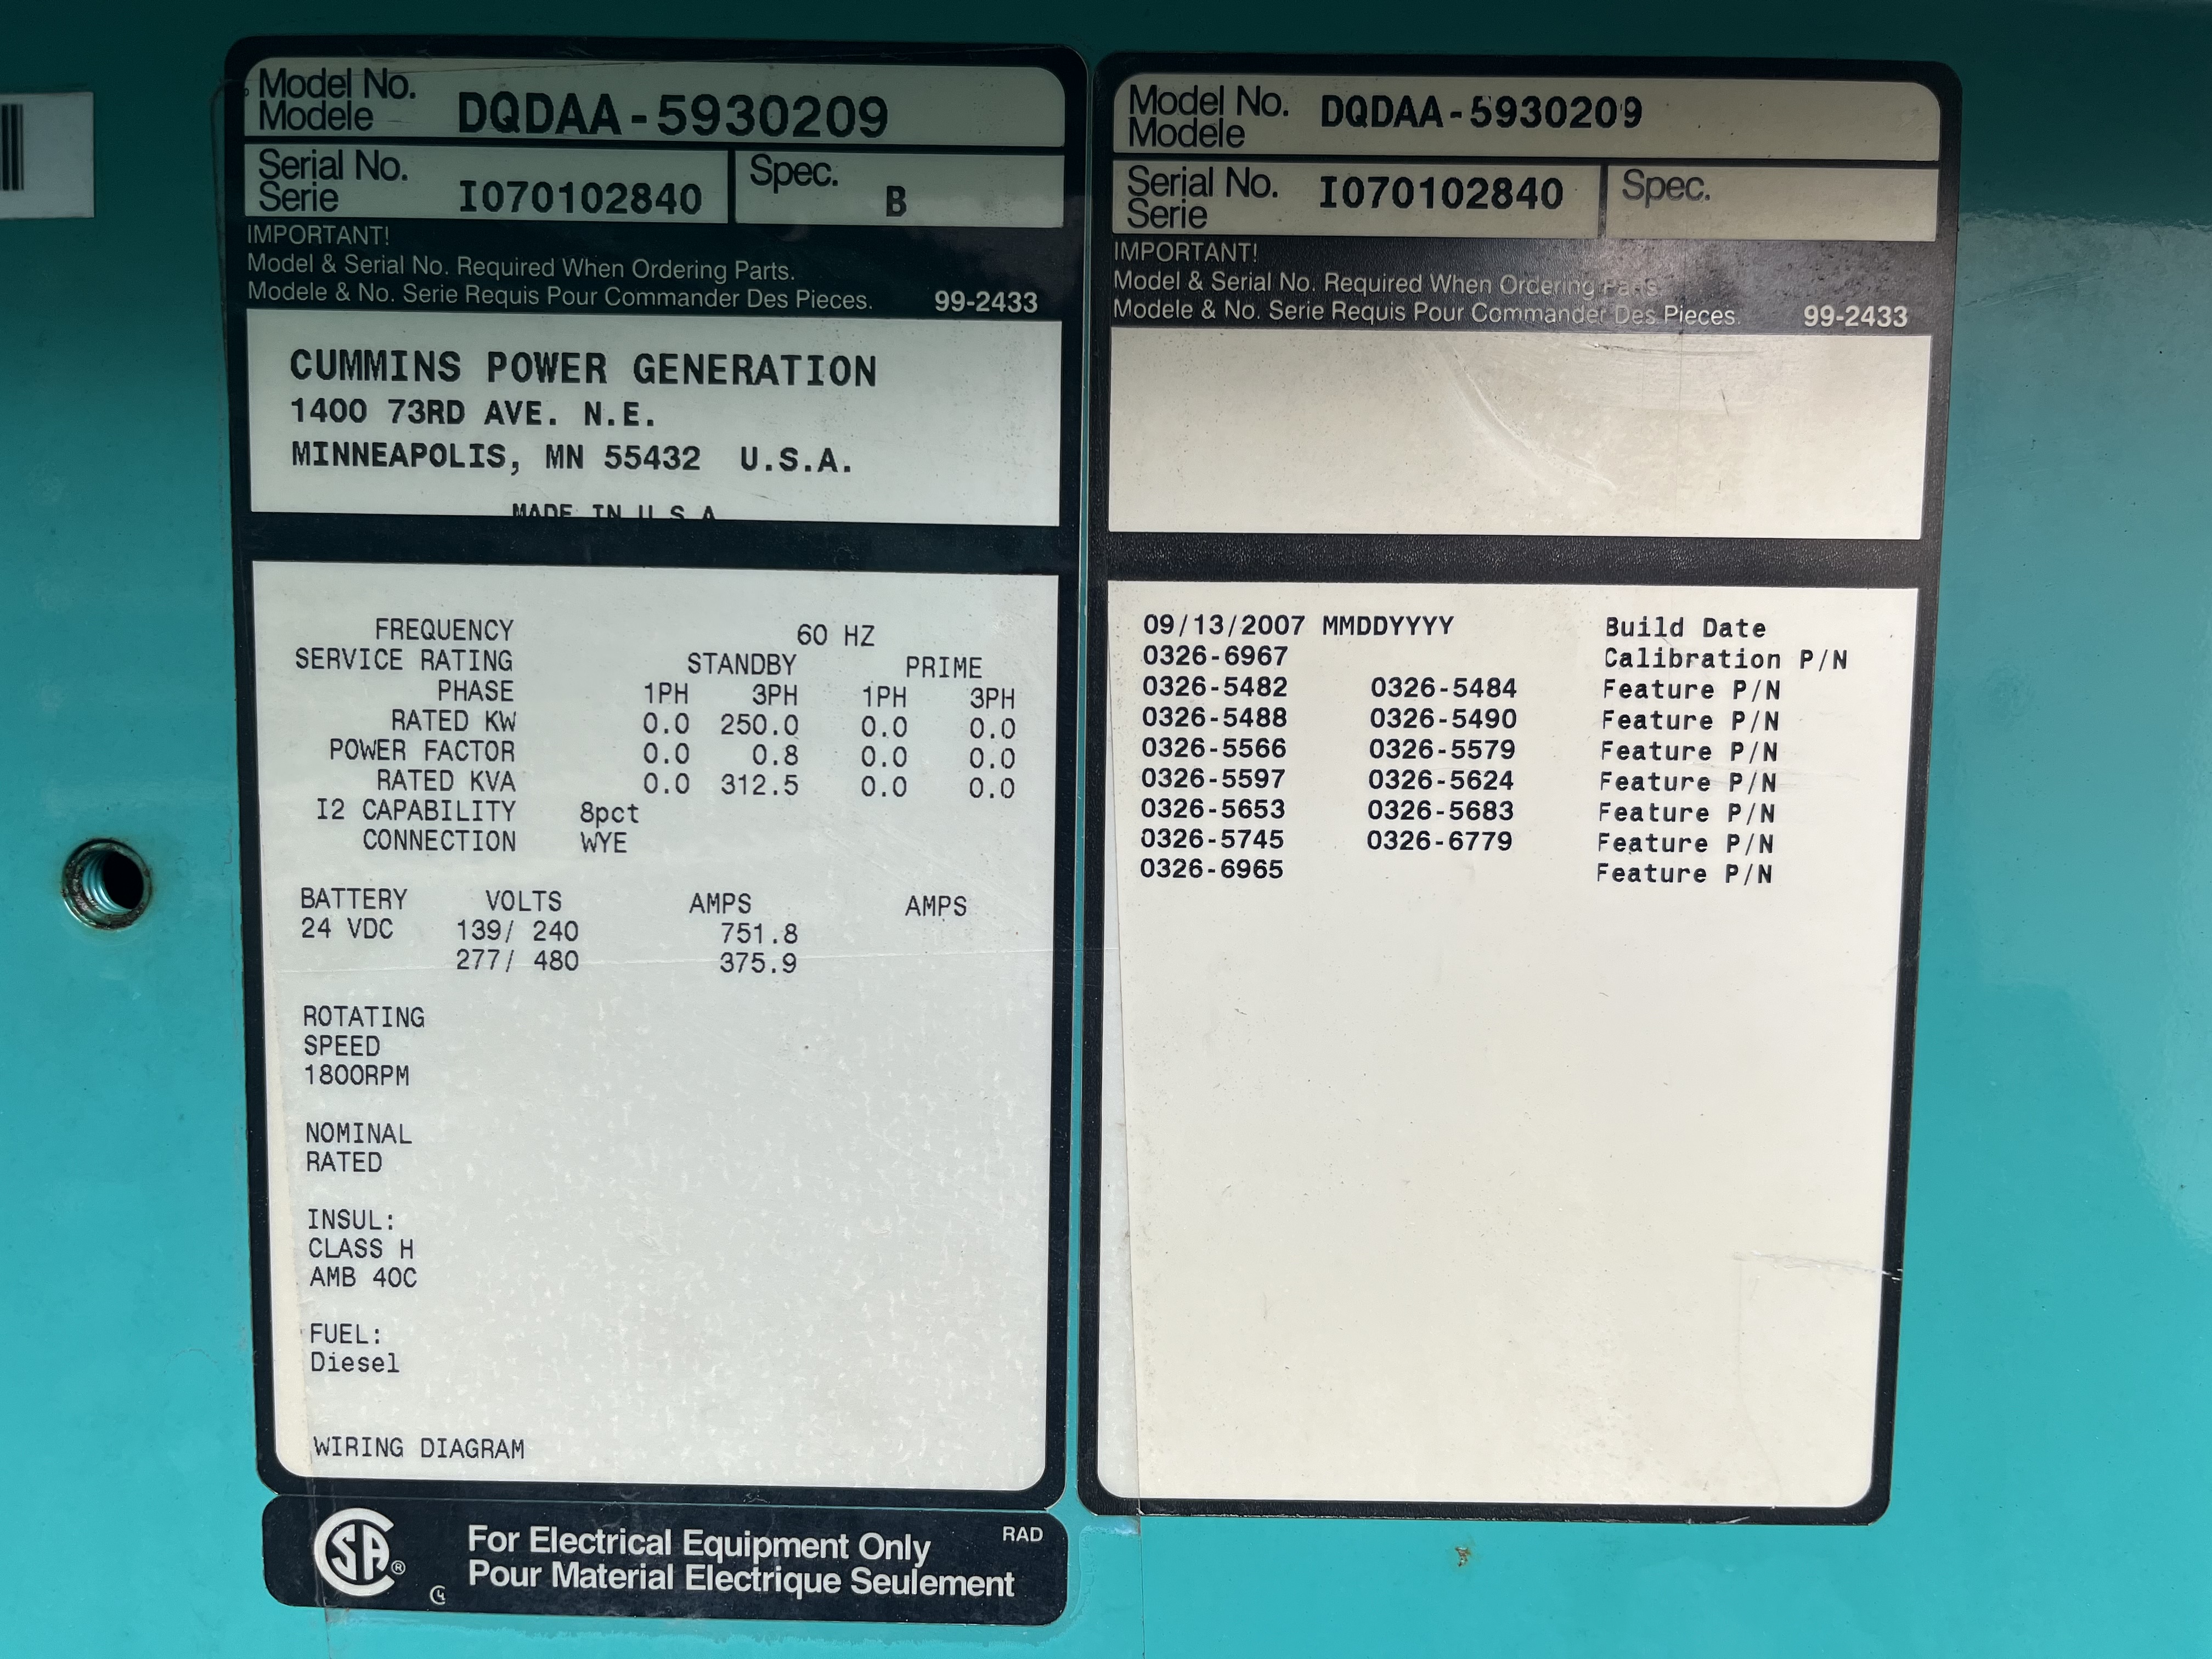 Model No.
Modele
DQDAA-5930209
Serial No.
Serie
I070102840
Spec.
B
IMPORTANT!
Model & Serial No. Required When Ordering Parts.
Modele & No. Serie Requis Pour Commander Des Pieces. 99-2433
CUMMINS POWER GENERATION
1400 73RD AVE. N.E.
MINNEAPOLIS, MN 55432 U.S.A.
MADE IN U S A
FREQUENCY 60 HZ
SERVICE RATING STANDBY PRIME
PHASE 1PH 3PH 1PH 3PH
RATED KW 0.0 250.0 0.0 0.0
POWER FACTOR 0.0 0.8 0.0 0.0
RATED KVA 0.0 312.5 0.0 0.0
I2 CAPABILITY 8pct
CONNECTION WYE
BATTERY VOLTS AMPS AMPS
24 VDC 139/ 240 751.8
277/ 480 375.9
ROTATING
SPEED
1800RPM
NOMINAL
RATED
INSUL:
CLASS H
AMB 40C
FUEL:
Diesel
WIRING DIAGRAM
SA ®
For Electrical Equipment Only RAD
Pour Material Electrique Seulement
Model No.
Modele
DQDAA-5930209
Serial No.
Serie
I070102840
Spec.
IMPORTANT!
Model & Serial No. Required When Ordering Parts.
Modele & No. Serie Requis Pour Commander Des Pieces. 99-2433
09/13/2007 MMDDYYYY Build Date
0326-6967 Calibration P/N
0326-5482 0326-5484 Feature P/N
0326-5488 0326-5490 Feature P/N
0326-5566 0326-5579 Feature P/N
0326-5597 0326-5624 Feature P/N
0326-5653 0326-5683 Feature P/N
0326-5745 0326-6779 Feature P/N
0326-6965 Feature P/N